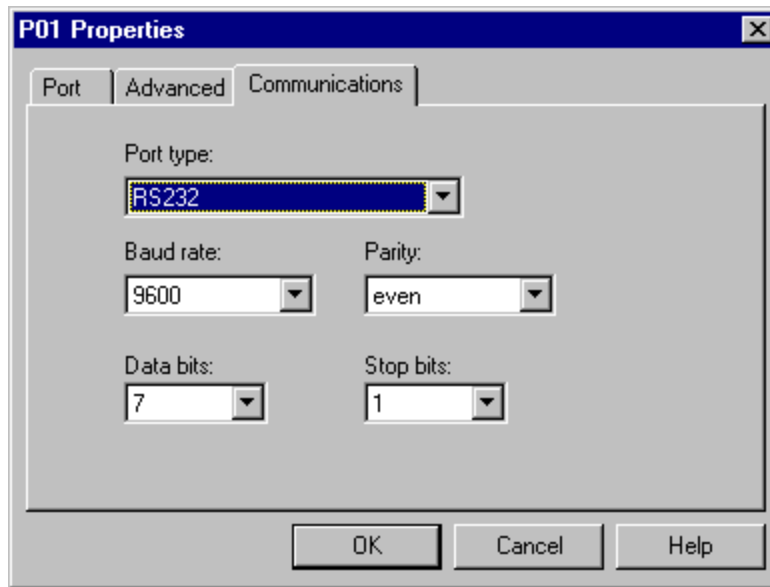 P01 Properties
Port Advanced Communications
Port type:
RS232
Baud rate: Parity:
9600 even
Data bits: Stop bits:
7 1
OK Cancel Help